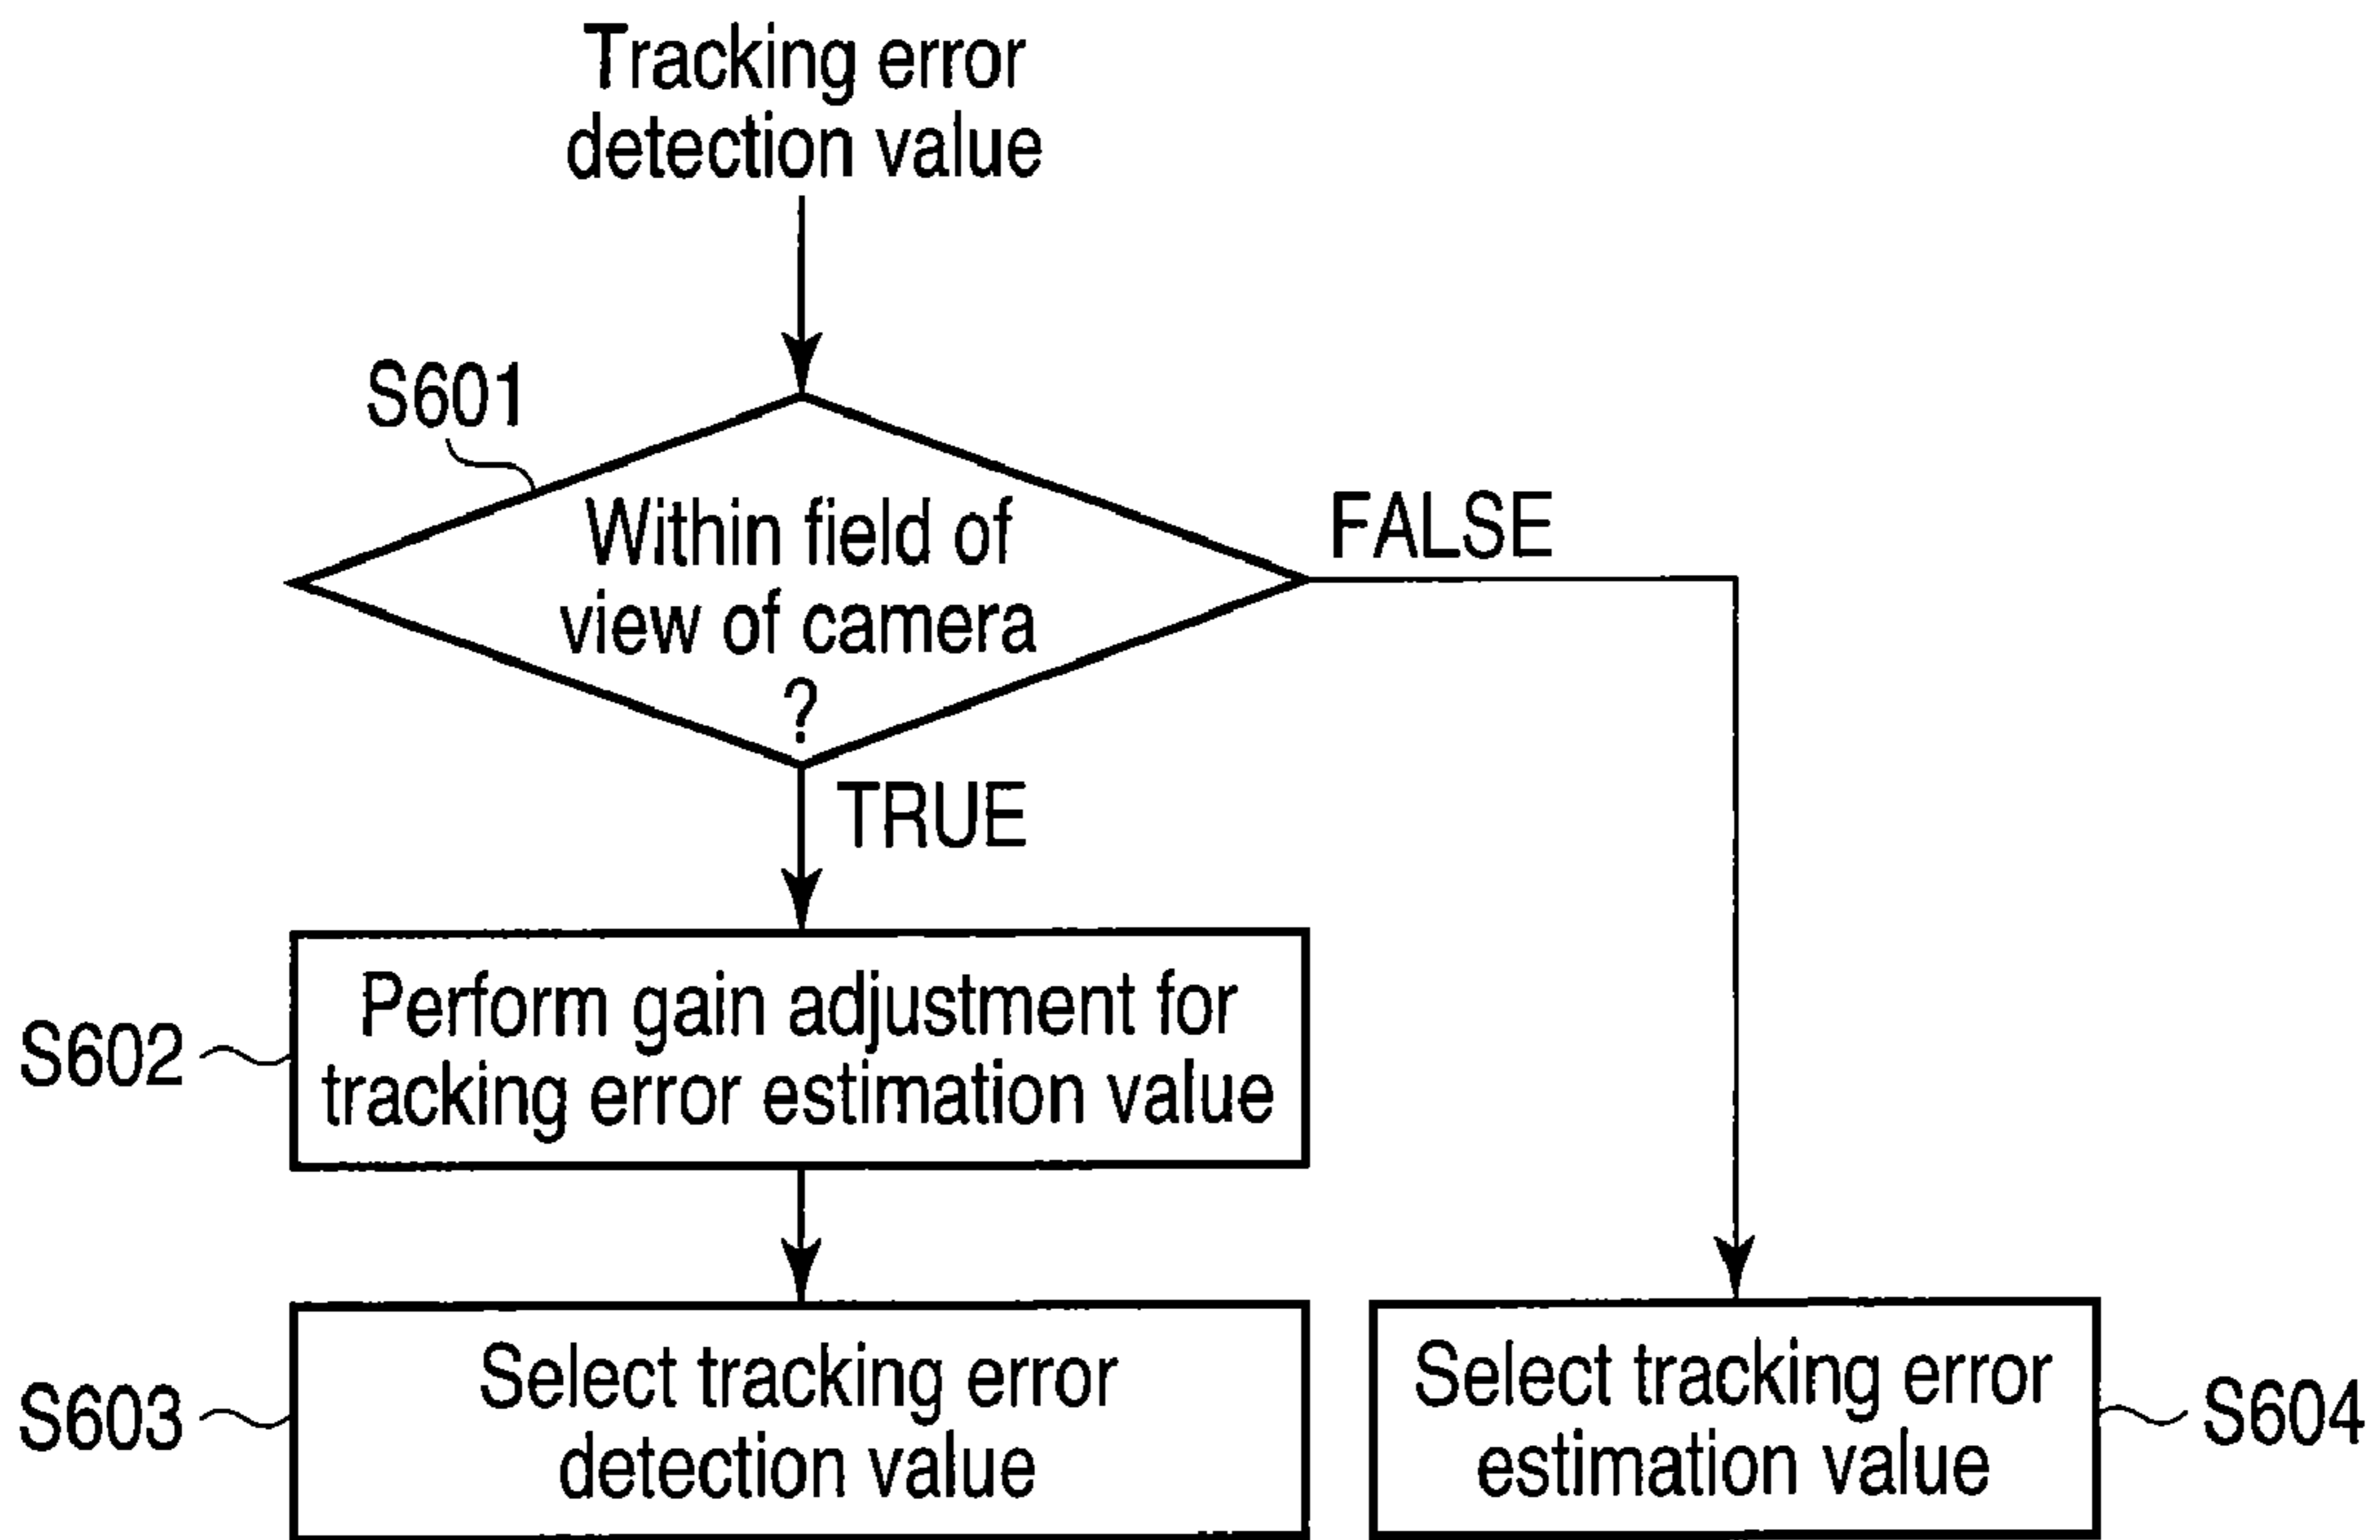 Tracking error
detection value
S601
Within field of
view of camera
?
FALSE
TRUE
S602
Perform gain adjustment for
tracking error estimation value
S603
Select tracking error
detection value
Select tracking error
estimation value
S604